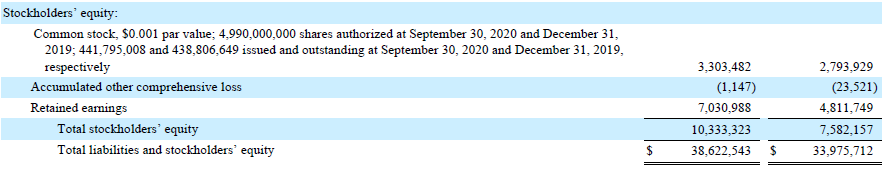 Stockholders' equity:
Common stock, $0.001 par value; 4,990,000,000 shares authorized at September 30, 2020 and December 31,
2019; 441,795,008 and 438,806,649 issued and outstanding at September 30, 2020 and December 31, 2019,
respectively 3,303,482 2,793,929
Accumulated other comprehensive loss (1,147) (23,521)
Retained earnings 7,030,988 4,811,749
Total stockholders' equity 10,333,323 7,582,157
Total liabilities and stockholders' equity $ 38,622,543 $ 33,975,712